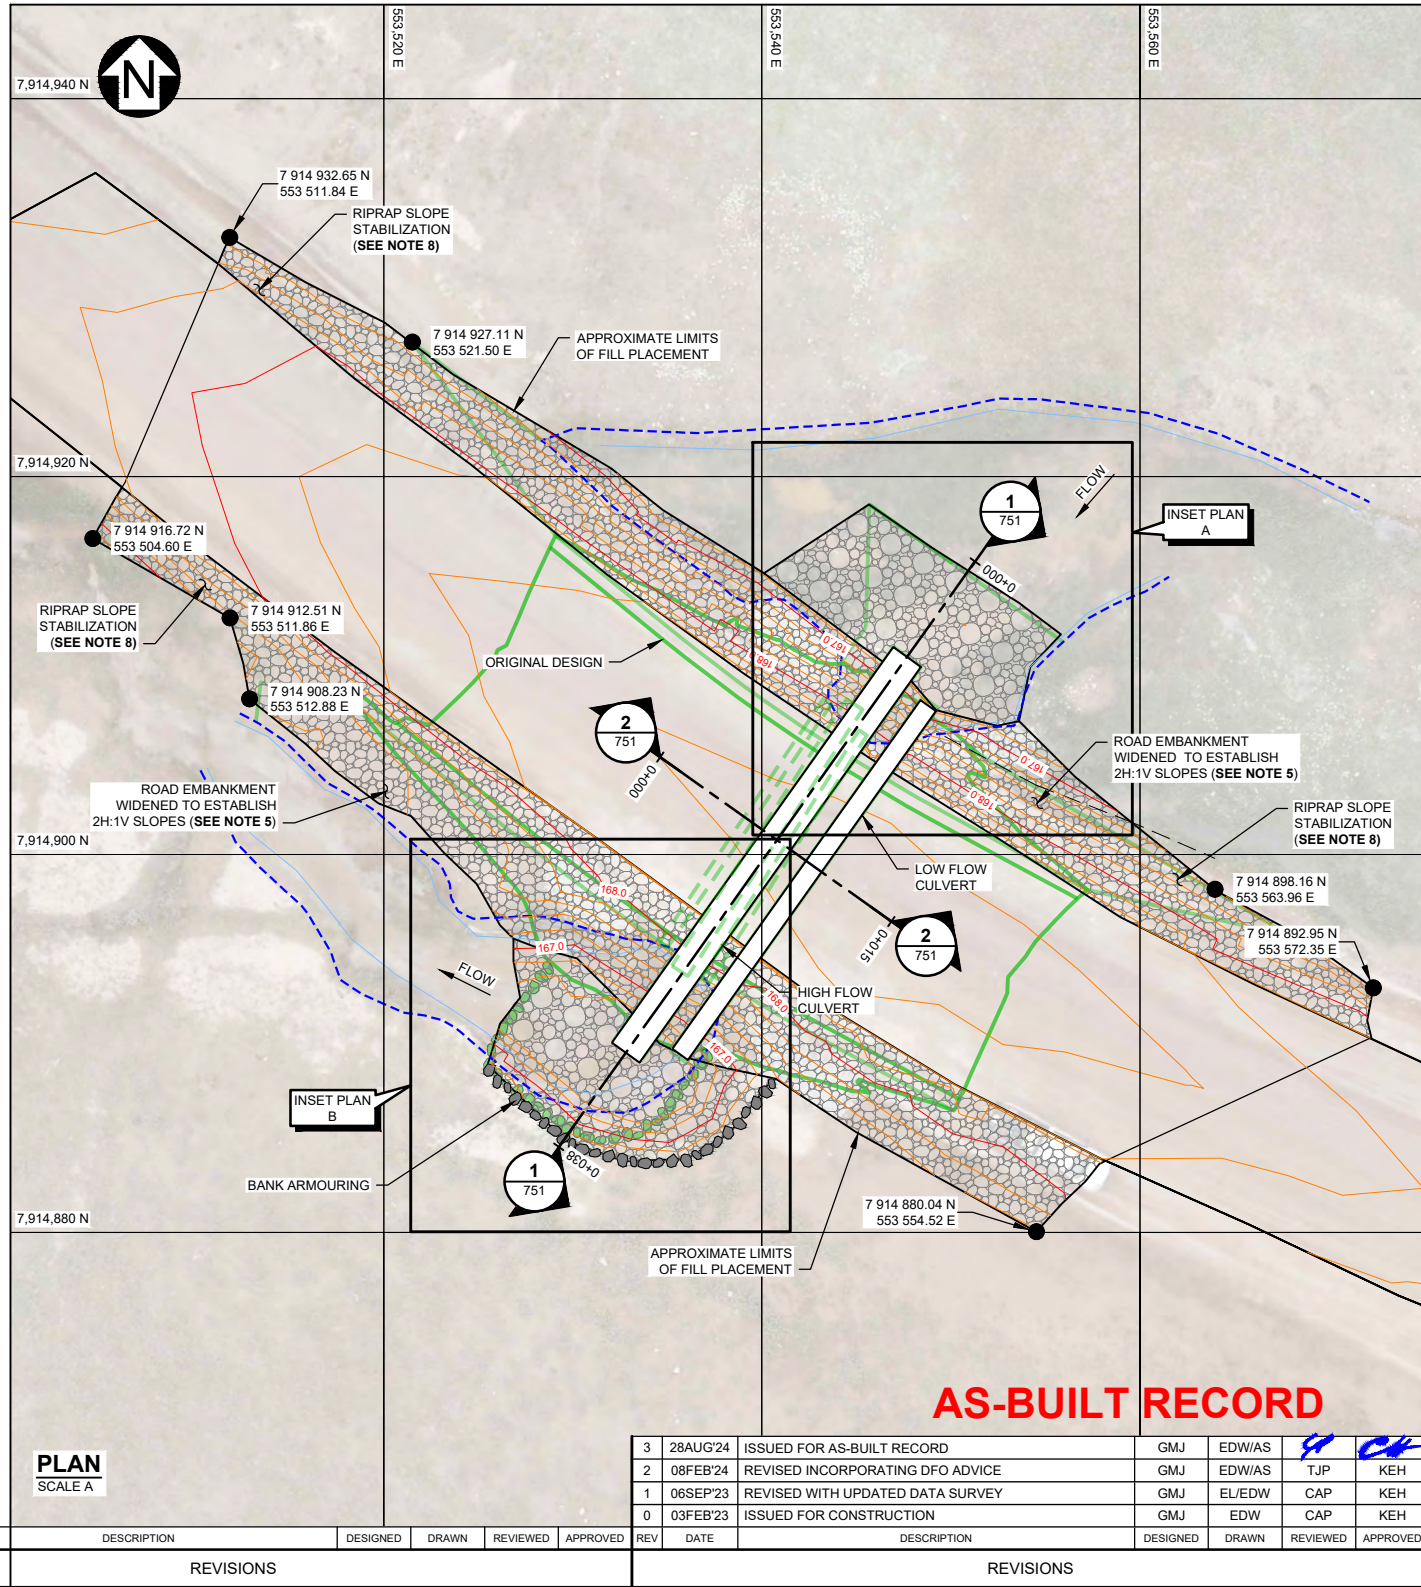 553,520 E
553,540 E
553,560 E
7,914,940 N
N
7 914 932.65 N
553 511.84 E
RIPRAP SLOPE
STABILIZATION
(SEE NOTE 8)
7 914 927.11 N
553 521.50 E
APPROXIMATE LIMITS
OF FILL PLACEMENT
7,914,920 N
FLOW
1
751
INSET PLAN
A
7 914 916.72 N
553 504.60 E
0+000
RIPRAP SLOPE
STABILIZATION
(SEE NOTE 8)
7 914 912.51 N
553 511.86 E
167.0
168.0
ORIGINAL DESIGN
7 914 908.23 N
553 512.88 E
2
751
0+000
ROAD EMBANKMENT
WIDENED TO ESTABLISH
2H:1V SLOPES (SEE NOTE 5)
167.0
168.0
ROAD EMBANKMENT
WIDENED TO ESTABLISH
2H:1V SLOPES (SEE NOTE 5)
RIPRAP SLOPE
STABILIZATION
(SEE NOTE 8)
7,914,900 N
LOW FLOW
CULVERT
168.0
7 914 898.16 N
553 563.96 E
2
751
0+015
7 914 892.95 N
553 572.35 E
167.0
FLOW
HIGH FLOW
CULVERT
168.0
167.0
INSET PLAN
B
0+038
1
751
BANK ARMOURING
7,914,880 N
7 914 880.04 N
553 554.52 E
APPROXIMATE LIMITS
OF FILL PLACEMENT
AS-BUILT RECORD
PLAN
SCALE A
3 28AUG'24 ISSUED FOR AS-BUILT RECORD GMJ EDW/AS
2 08FEB'24 REVISED INCORPORATING DFO ADVICE GMJ EDW/AS TJP KEH
1 06SEP'23 REVISED WITH UPDATED DATA SURVEY GMJ EL/EDW CAP KEH
0 03FEB'23 ISSUED FOR CONSTRUCTION GMJ EDW CAP KEH
DESCRIPTION DESIGNED DRAWN REVIEWED APPROVED REV DATE DESCRIPTION DESIGNED DRAWN REVIEWED APPROVED
REVISIONS REVISIONS